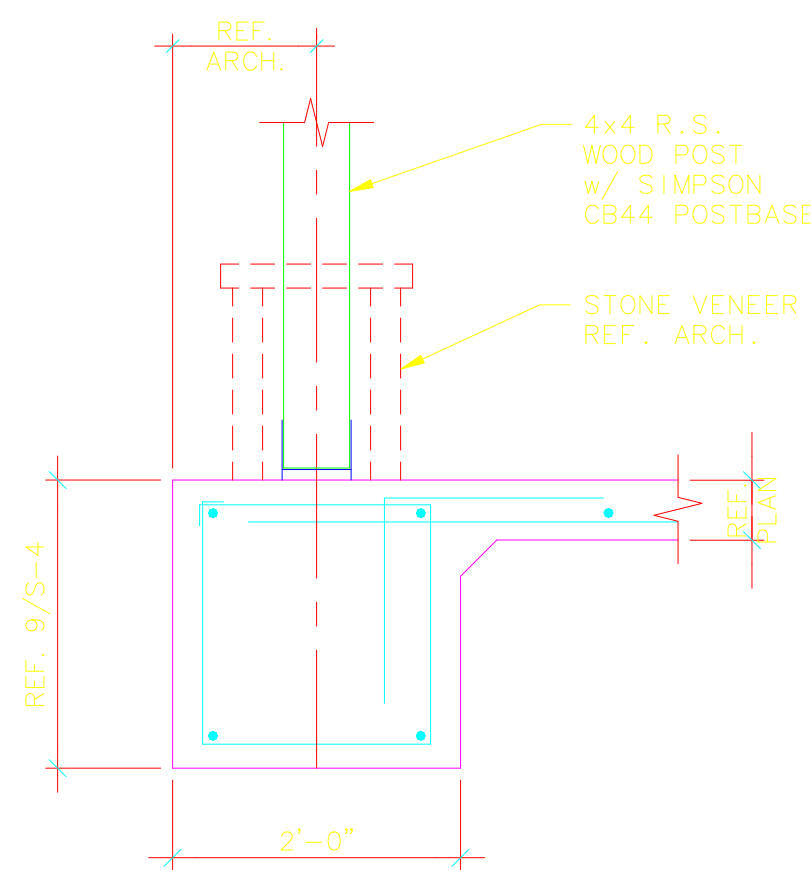 REF.
ARCH.
4x4 R.S.
WOOD POST
w/ SIMPSON
CB44 POSTBASE
STONE VENEER
REF. ARCH.
REF.
PLAN
REF. 9/S-4
2'-0"